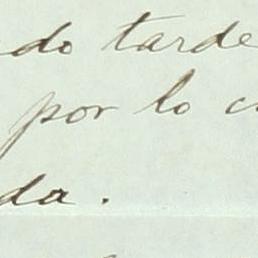 do tarde
por lo
da.